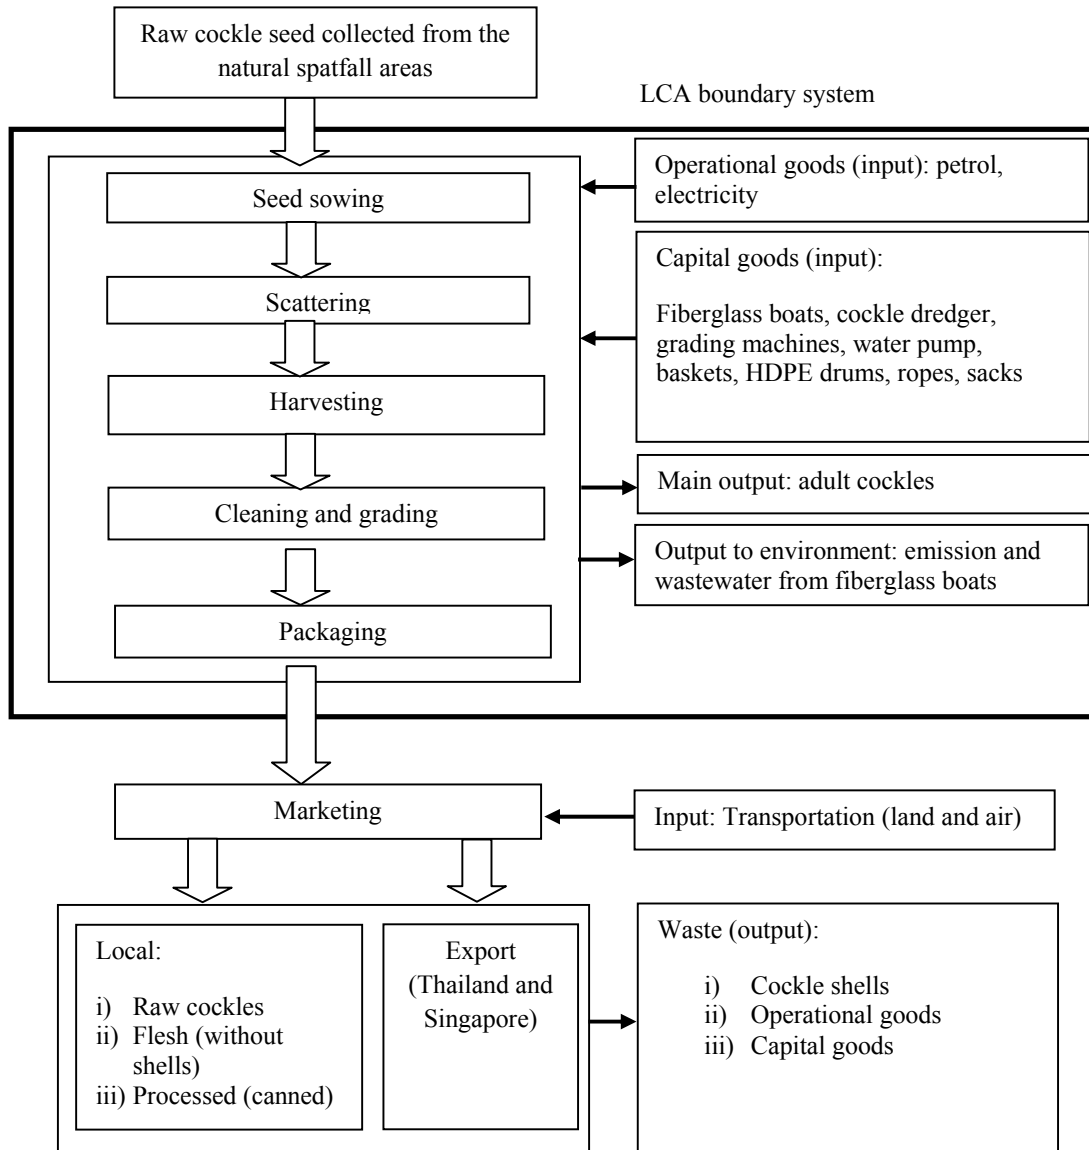 Raw cockle seed collected from the
natural spatfall areas
LCA boundary system
Operational goods (input): petrol,
electricity
Seed sowing
Capital goods (input):
Scattering
Fiberglass boats, cockle dredger,
grading machines, water pump,
baskets, HDPE drums, ropes, sacks
Harvesting
Main output: adult cockles
Cleaning and grading
Output to environment: emission and
wastewater from fiberglass boats
Packaging
Marketing
Input: Transportation (land and air)
Local:
i) Raw cockles
ii) Flesh (without
shells)
iii) Processed (canned)
Export
(Thailand and
Singapore)
Waste (output):
i) Cockle shells
ii) Operational goods
iii) Capital goods